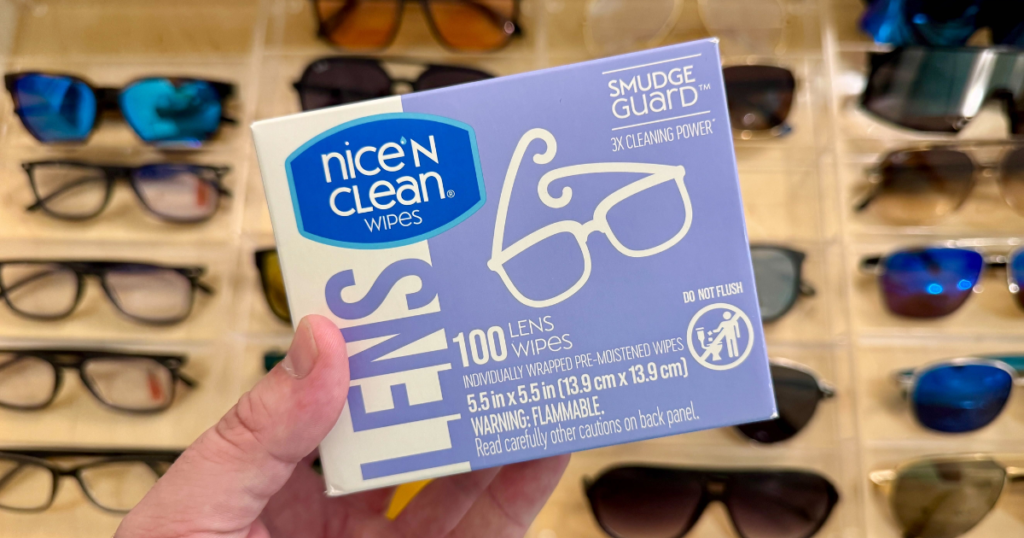 SMUDGE
GUARD™
3X CLEANING POWER*
nice'N
CLEAN®
WIPES
LENS
DO NOT FLUSH
100 LENS
WIPES
INDIVIDUALLY WRAPPED PRE-MOISTENED WIPES
5.5 in x 5.5 in (13.9 cm x 13.9 cm)
WARNING: FLAMMABLE.
Read carefully other cautions on back panel.